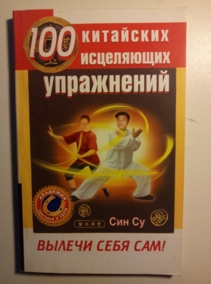 100 китайских
исцеляющих
упражнений
Син Су
ВЫЛЕЧИ СЕБЯ САМ!